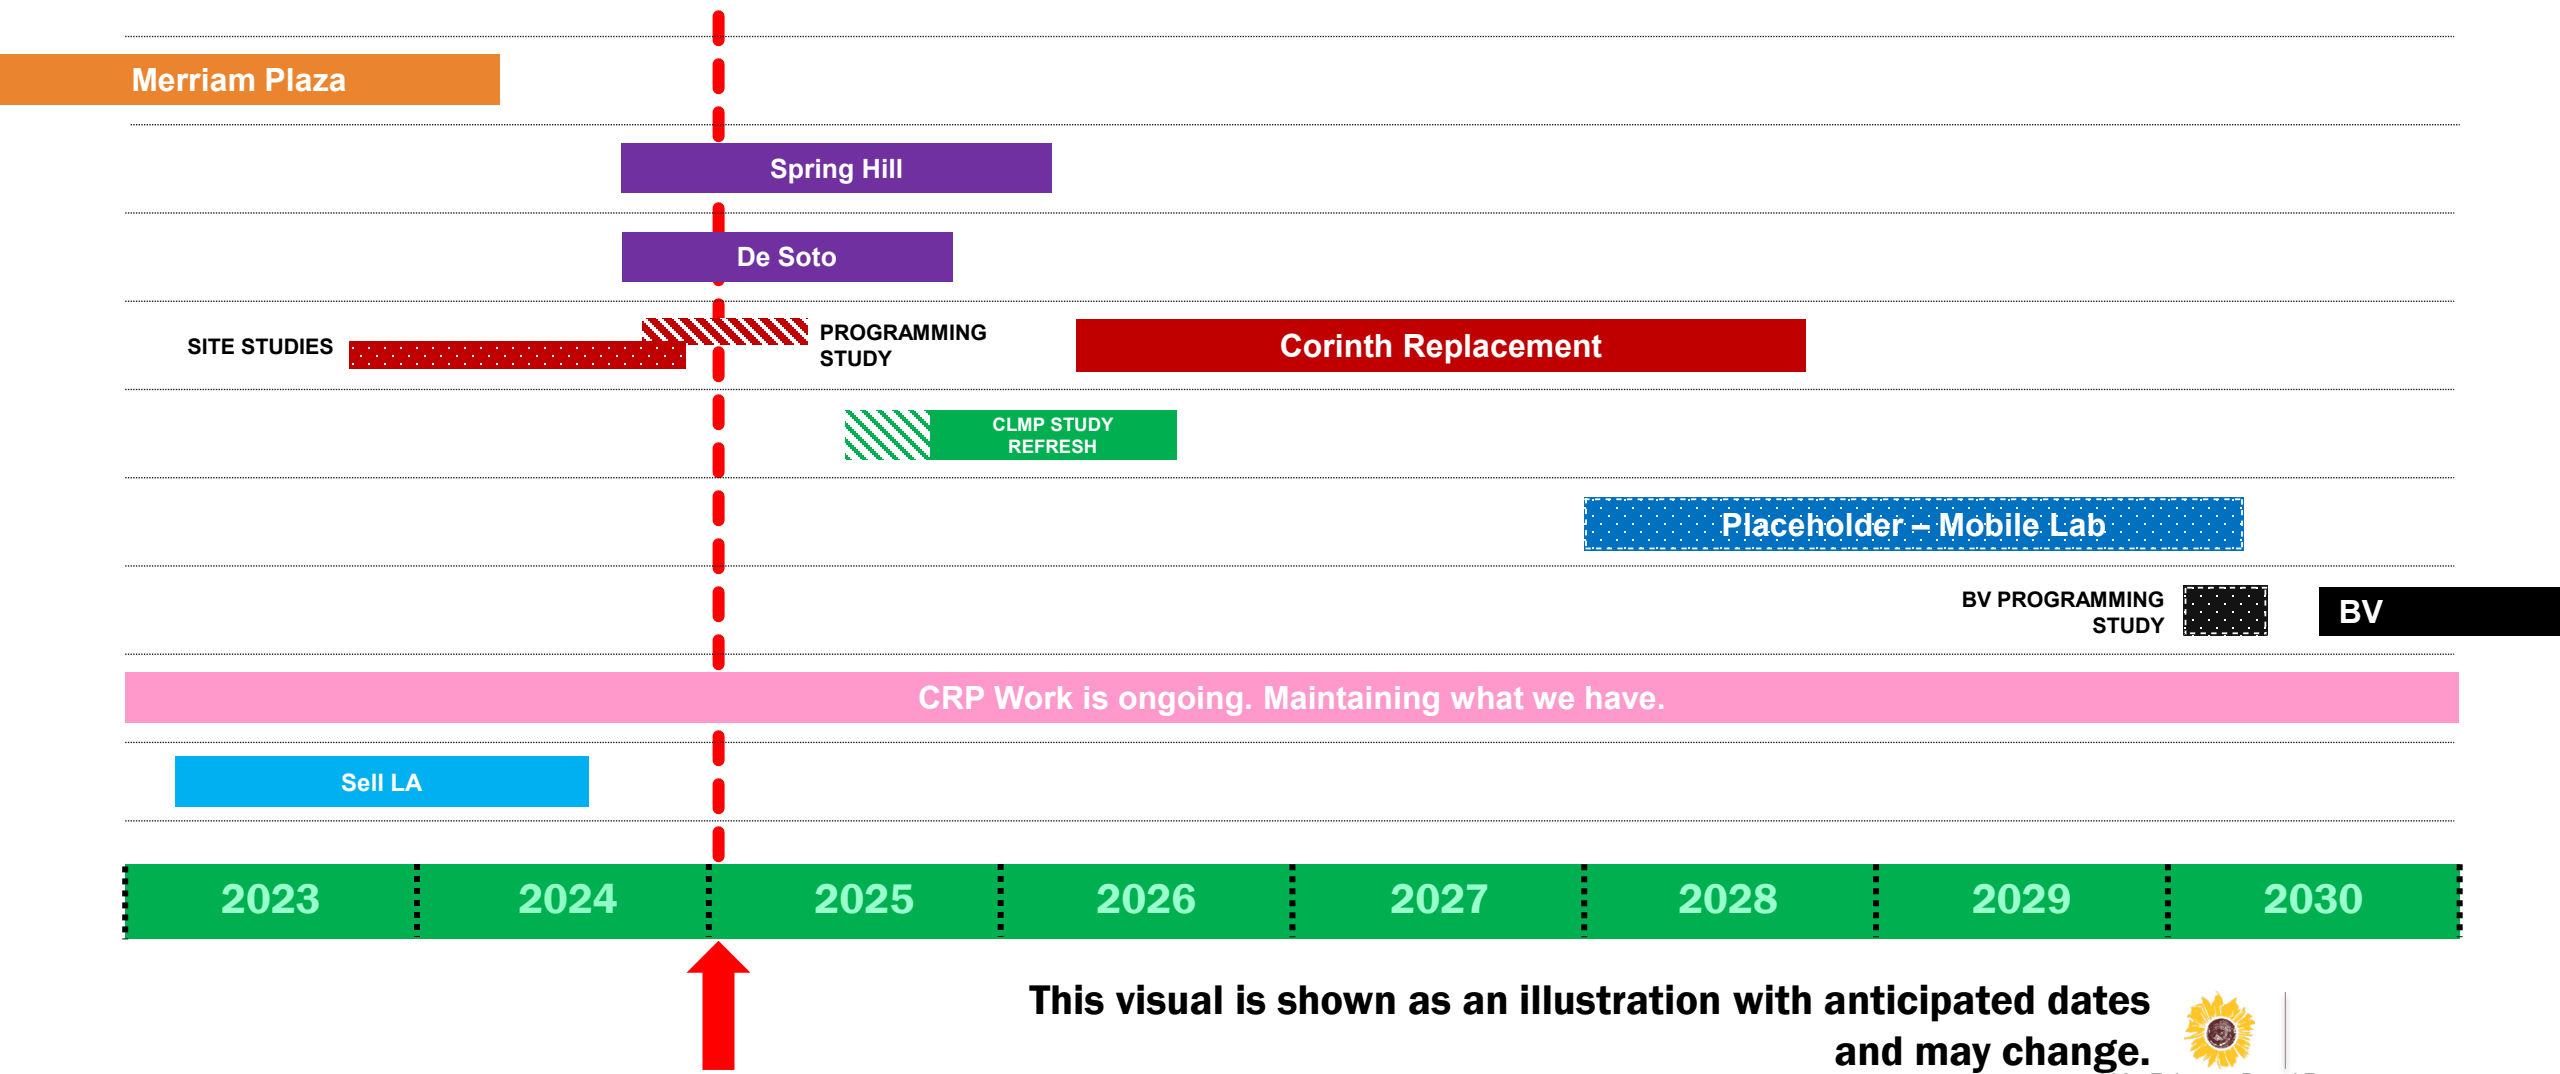 Merriam Plaza
Spring Hill
De Soto
SITE STUDIES
PROGRAMMING
STUDY
Corinth Replacement
CLMP STUDY
REFRESH
Placeholder – Mobile Lab
BV PROGRAMMING
STUDY
BV
CRP Work is ongoing. Maintaining what we have.
Sell LA
2023 2024 2025 2026 2027 2028 2029 2030
This visual is shown as an illustration with anticipated dates
and may change.